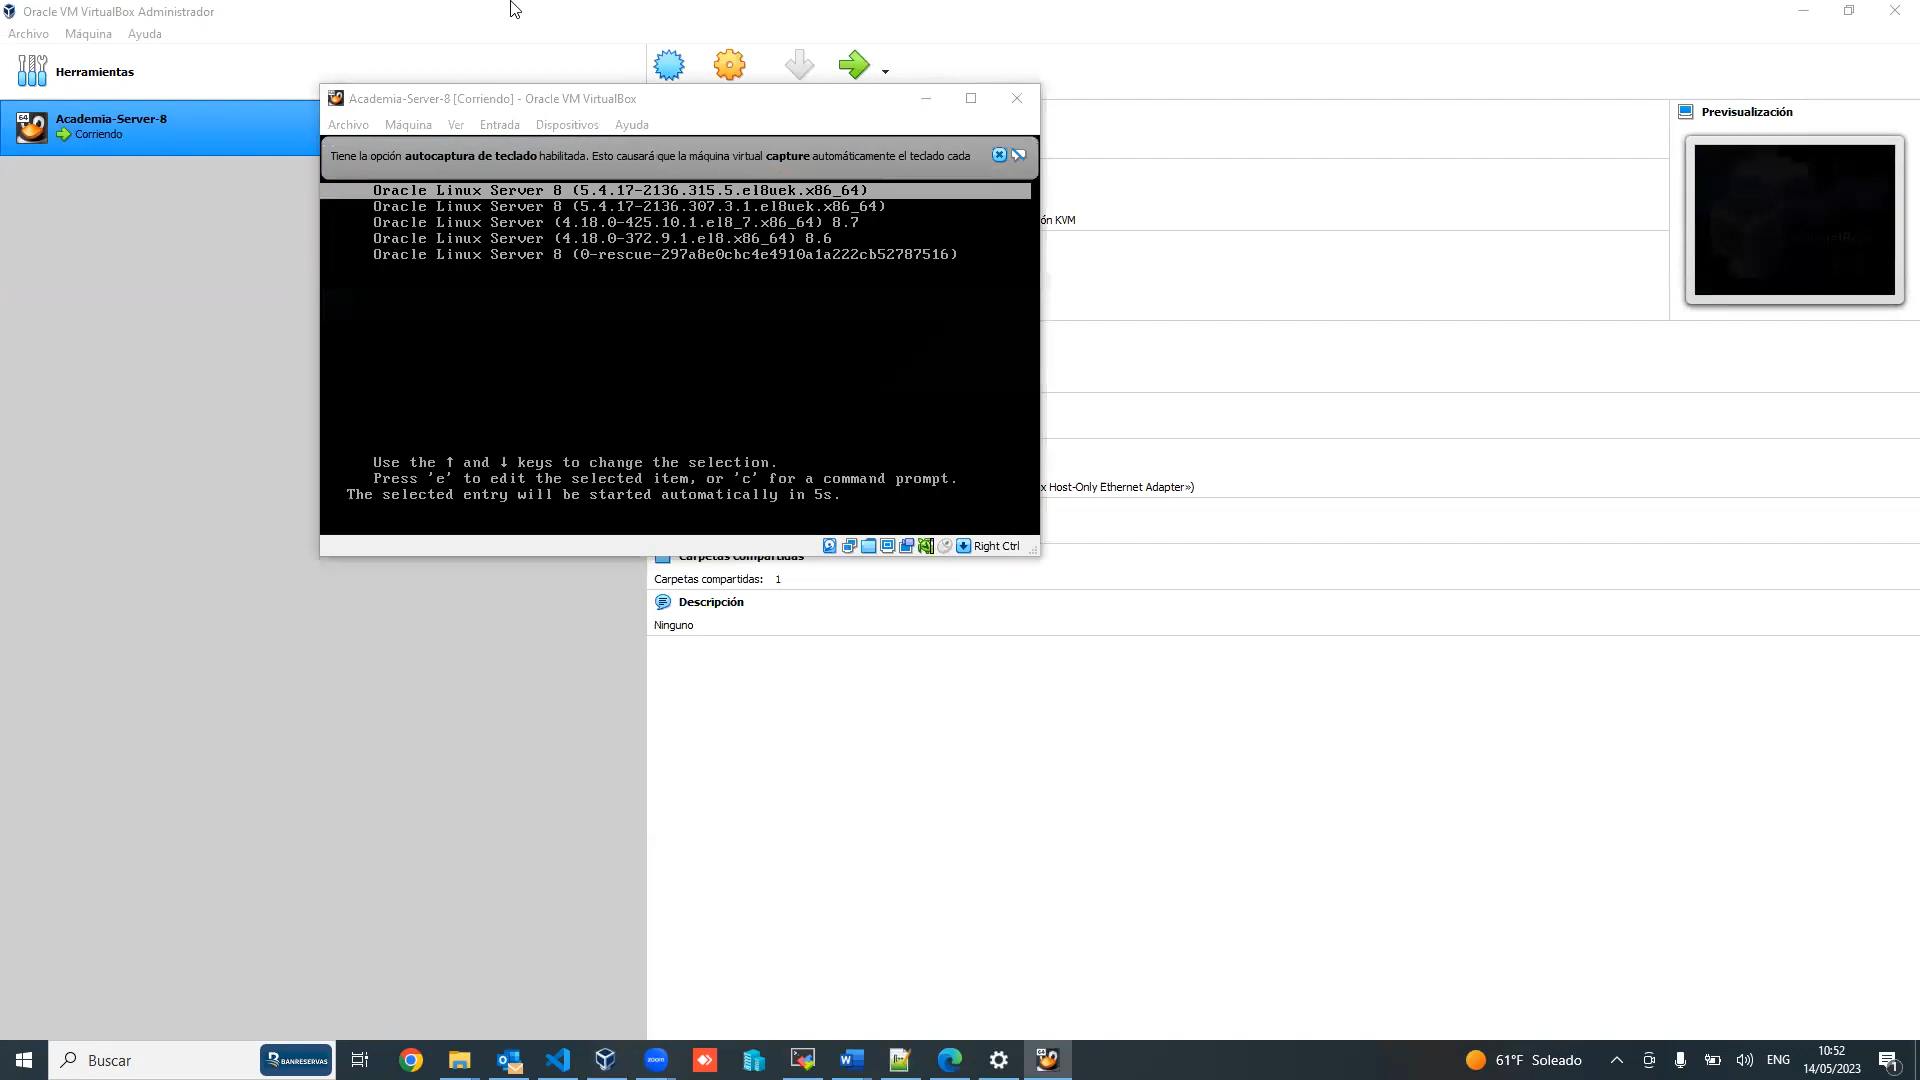 Oracle VM VirtualBox Administrador
Archivo Máquina Ayuda
Herramientas
Academia-Server-8
Corriendo
Previsualización
Academia-Server-8 [Corriendo] - Oracle VM VirtualBox
Archivo Máquina Ver Entrada Dispositivos Ayuda
Tiene la opción autocaptura de teclado habilitada. Esto causará que la máquina virtual capture automáticamente el teclado cada
Oracle Linux Server 8 (5.4.17-2136.315.5.el8uek.x86_64)
Oracle Linux Server 8 (5.4.17-2136.307.3.1.el8uek.x86_64)
Oracle Linux Server (4.18.0-425.10.1.el8_7.x86_64) 8.7
Oracle Linux Server (4.18.0-372.9.1.el8.x86_64) 8.6
Oracle Linux Server 8 (0-rescue-297a8e0cbc4e4910a1a222cb52787516)
Use the ↑ and ↓ keys to change the selection.
Press 'e' to edit the selected item, or 'c' for a command prompt.
The selected entry will be started automatically in 5s.
Right Ctrl
ón KVM
x Host-Only Ethernet Adapter»)
Carpetas compartidas
Carpetas compartidas: 1
Descripción
Ninguno
Buscar
BANRESERVAS
zoom
61°F Soleado
ENG
10:52
14/05/2023
1